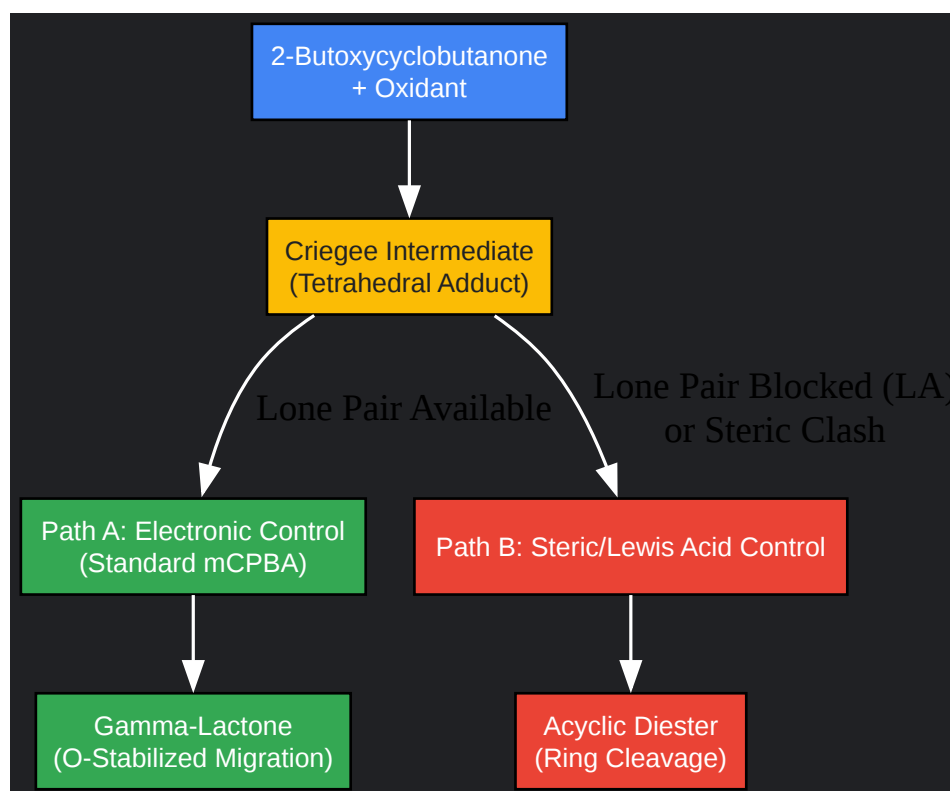 2-Butoxycyclobutanone
+ Oxidant
Criegee Intermediate
(Tetrahedral Adduct)
Lone Pair Available
Lone Pair Blocked (LA)
or Steric Clash
Path A: Electronic Control
(Standard mCPBA)
Path B: Steric/Lewis Acid Control
Gamma-Lactone
(O-Stabilized Migration)
Acyclic Diester
(Ring Cleavage)